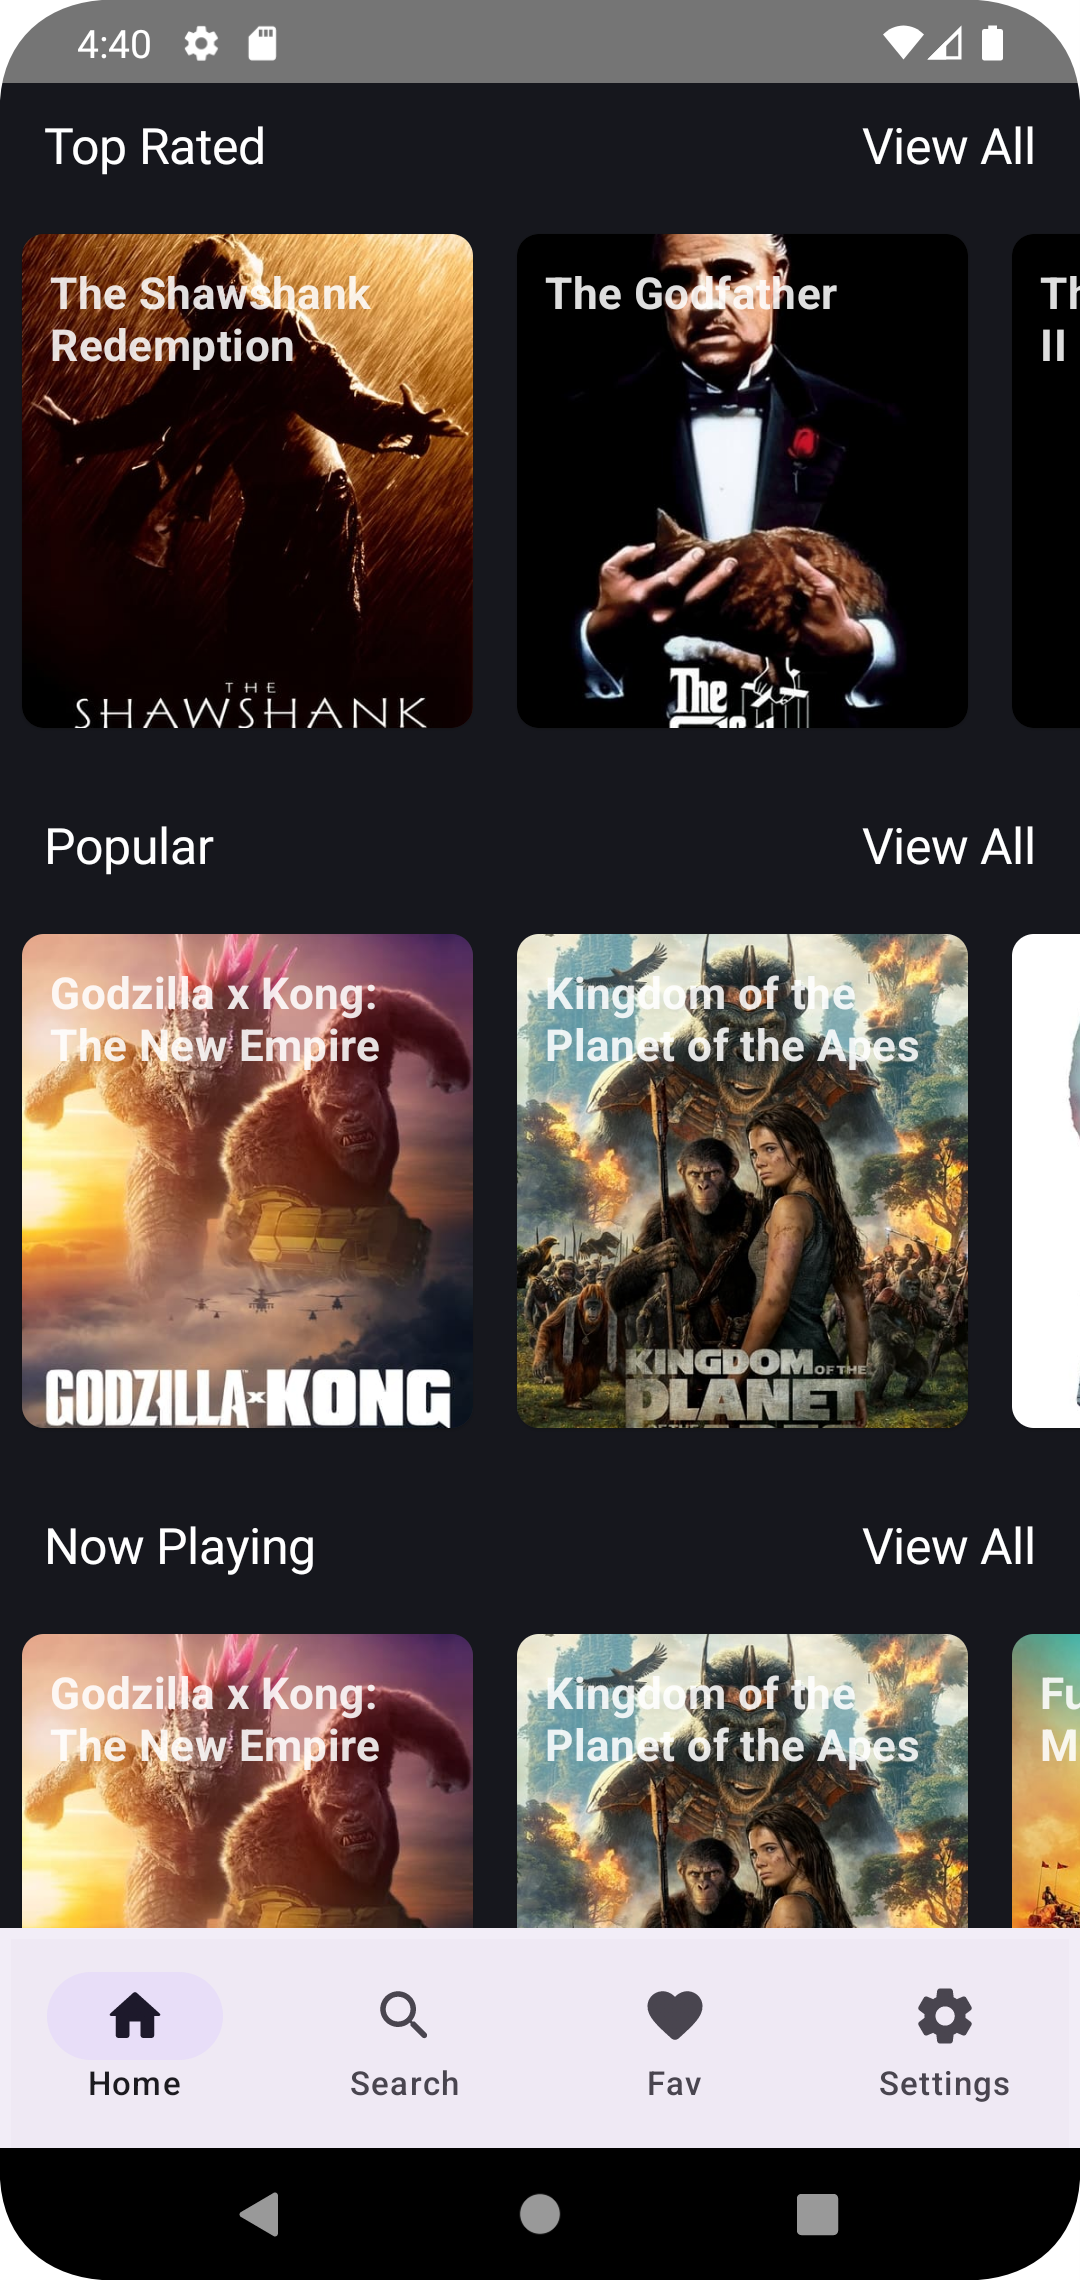 4:40
Top Rated
View All
The Shawshank
Redemption
THE
SHAWSHANK
The Godfather
The
II
Popular
View All
Godzilla x Kong:
The New Empire
GODZILLA x KONG
Kingdom of the
Planet of the Apes
KINGDOM OF THE
PLANET
Now Playing
View All
Godzilla x Kong:
The New Empire
Kingdom of the
Planet of the Apes
Home
Search
Fav
Settings